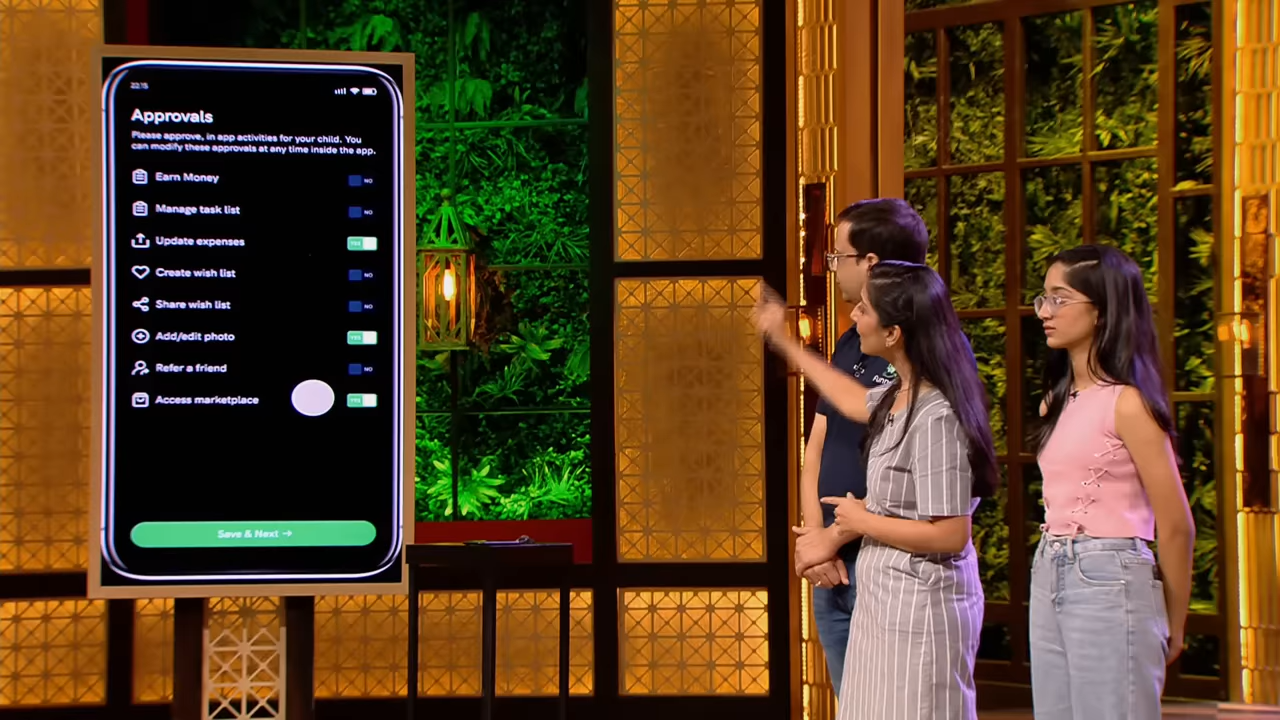 22:15
Approvals
Please approve, in app activities for your child. You
can modify these approvals at any time inside the app.
Earn Money NO
Manage task list NO
Update expenses YES
Create wish list NO
Share wish list NO
Add/edit photo YES
Refer a friend NO
Access marketplace YES
Save & Next →